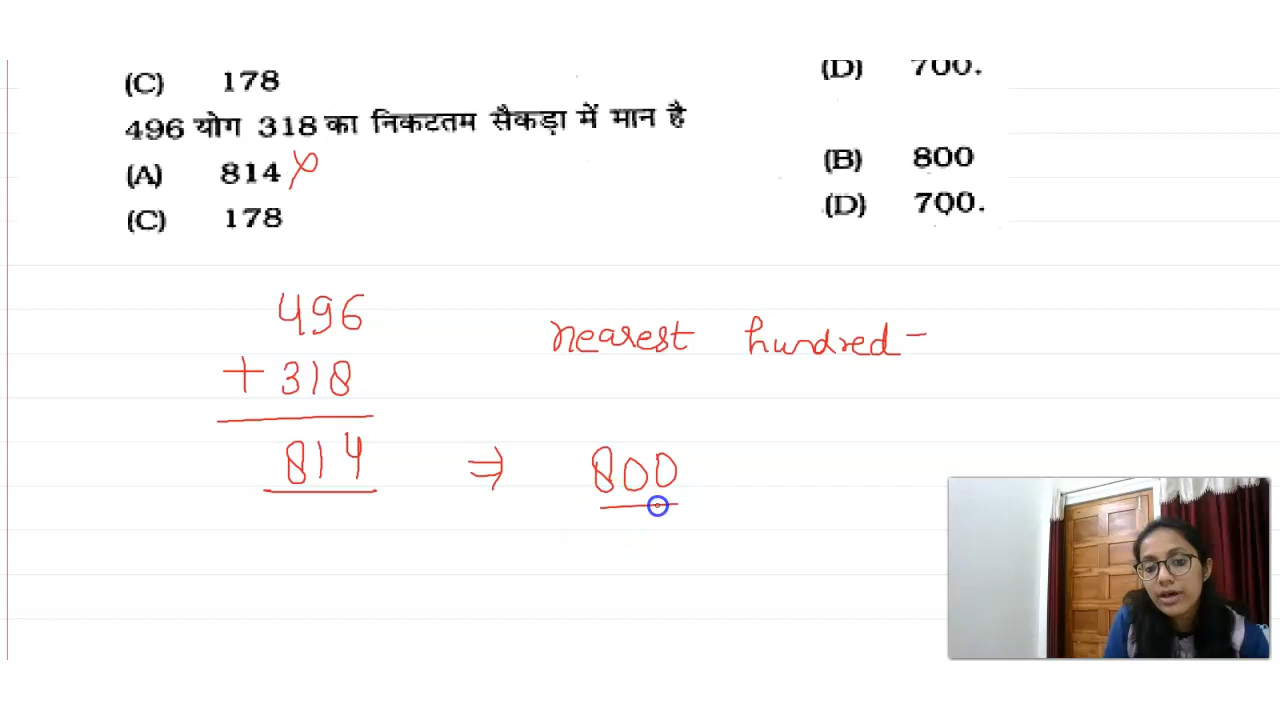 (C) 178 (D) 700.
496 योग 318 का निकटतम सैकड़ा में मान है
(A) 814 (B) 800
(C) 178 (D) 700.
496
+ 318
814 ⇒ 800
nearest hundred -